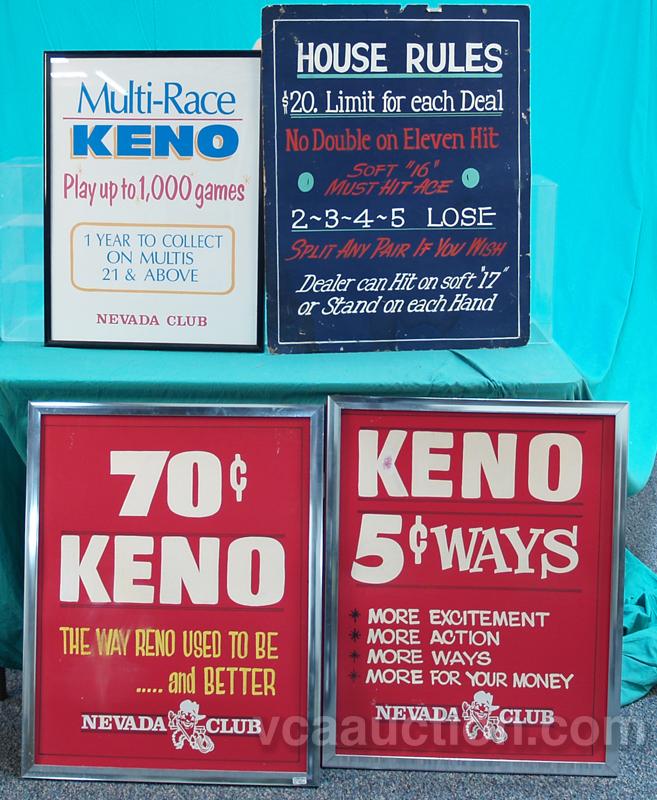 Multi-Race
KENO
Play up to 1,000 games
1 YEAR TO COLLECT
ON MULTIS
21 & ABOVE
NEVADA CLUB
HOUSE RULES
$20. Limit for each Deal
No Double on Eleven Hit
SOFT "16"
MUST HIT ACE
2~3~4~5 LOSE
SPLIT ANY PAIR IF YOU WISH
Dealer can Hit on soft "17"
or Stand on each Hand
70¢
KENO
THE WAY RENO USED TO BE
..... and BETTER
NEVADA CLUB
KENO
5¢ WAYS
* MORE EXCITEMENT
* MORE ACTION
* MORE WAYS
* MORE FOR YOUR MONEY
NEVADA CLUB
vcaauction.com